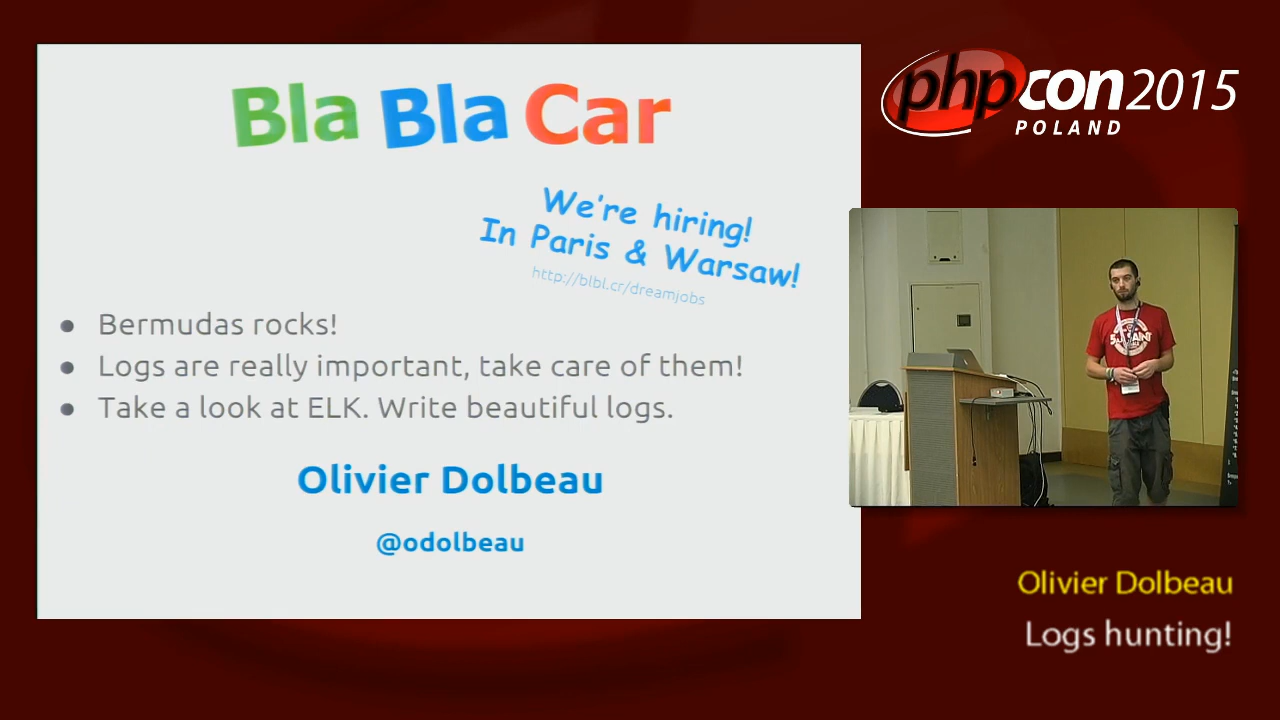 Bla Bla Car
We're hiring!
In Paris & Warsaw!
http://blbl.cr/dreamjobs
Bermudas rocks!
Logs are really important, take care of them!
Take a look at ELK. Write beautiful logs.
Olivier Dolbeau
@odolbeau
phpcon2015
POLAND
Olivier Dolbeau
Logs hunting!